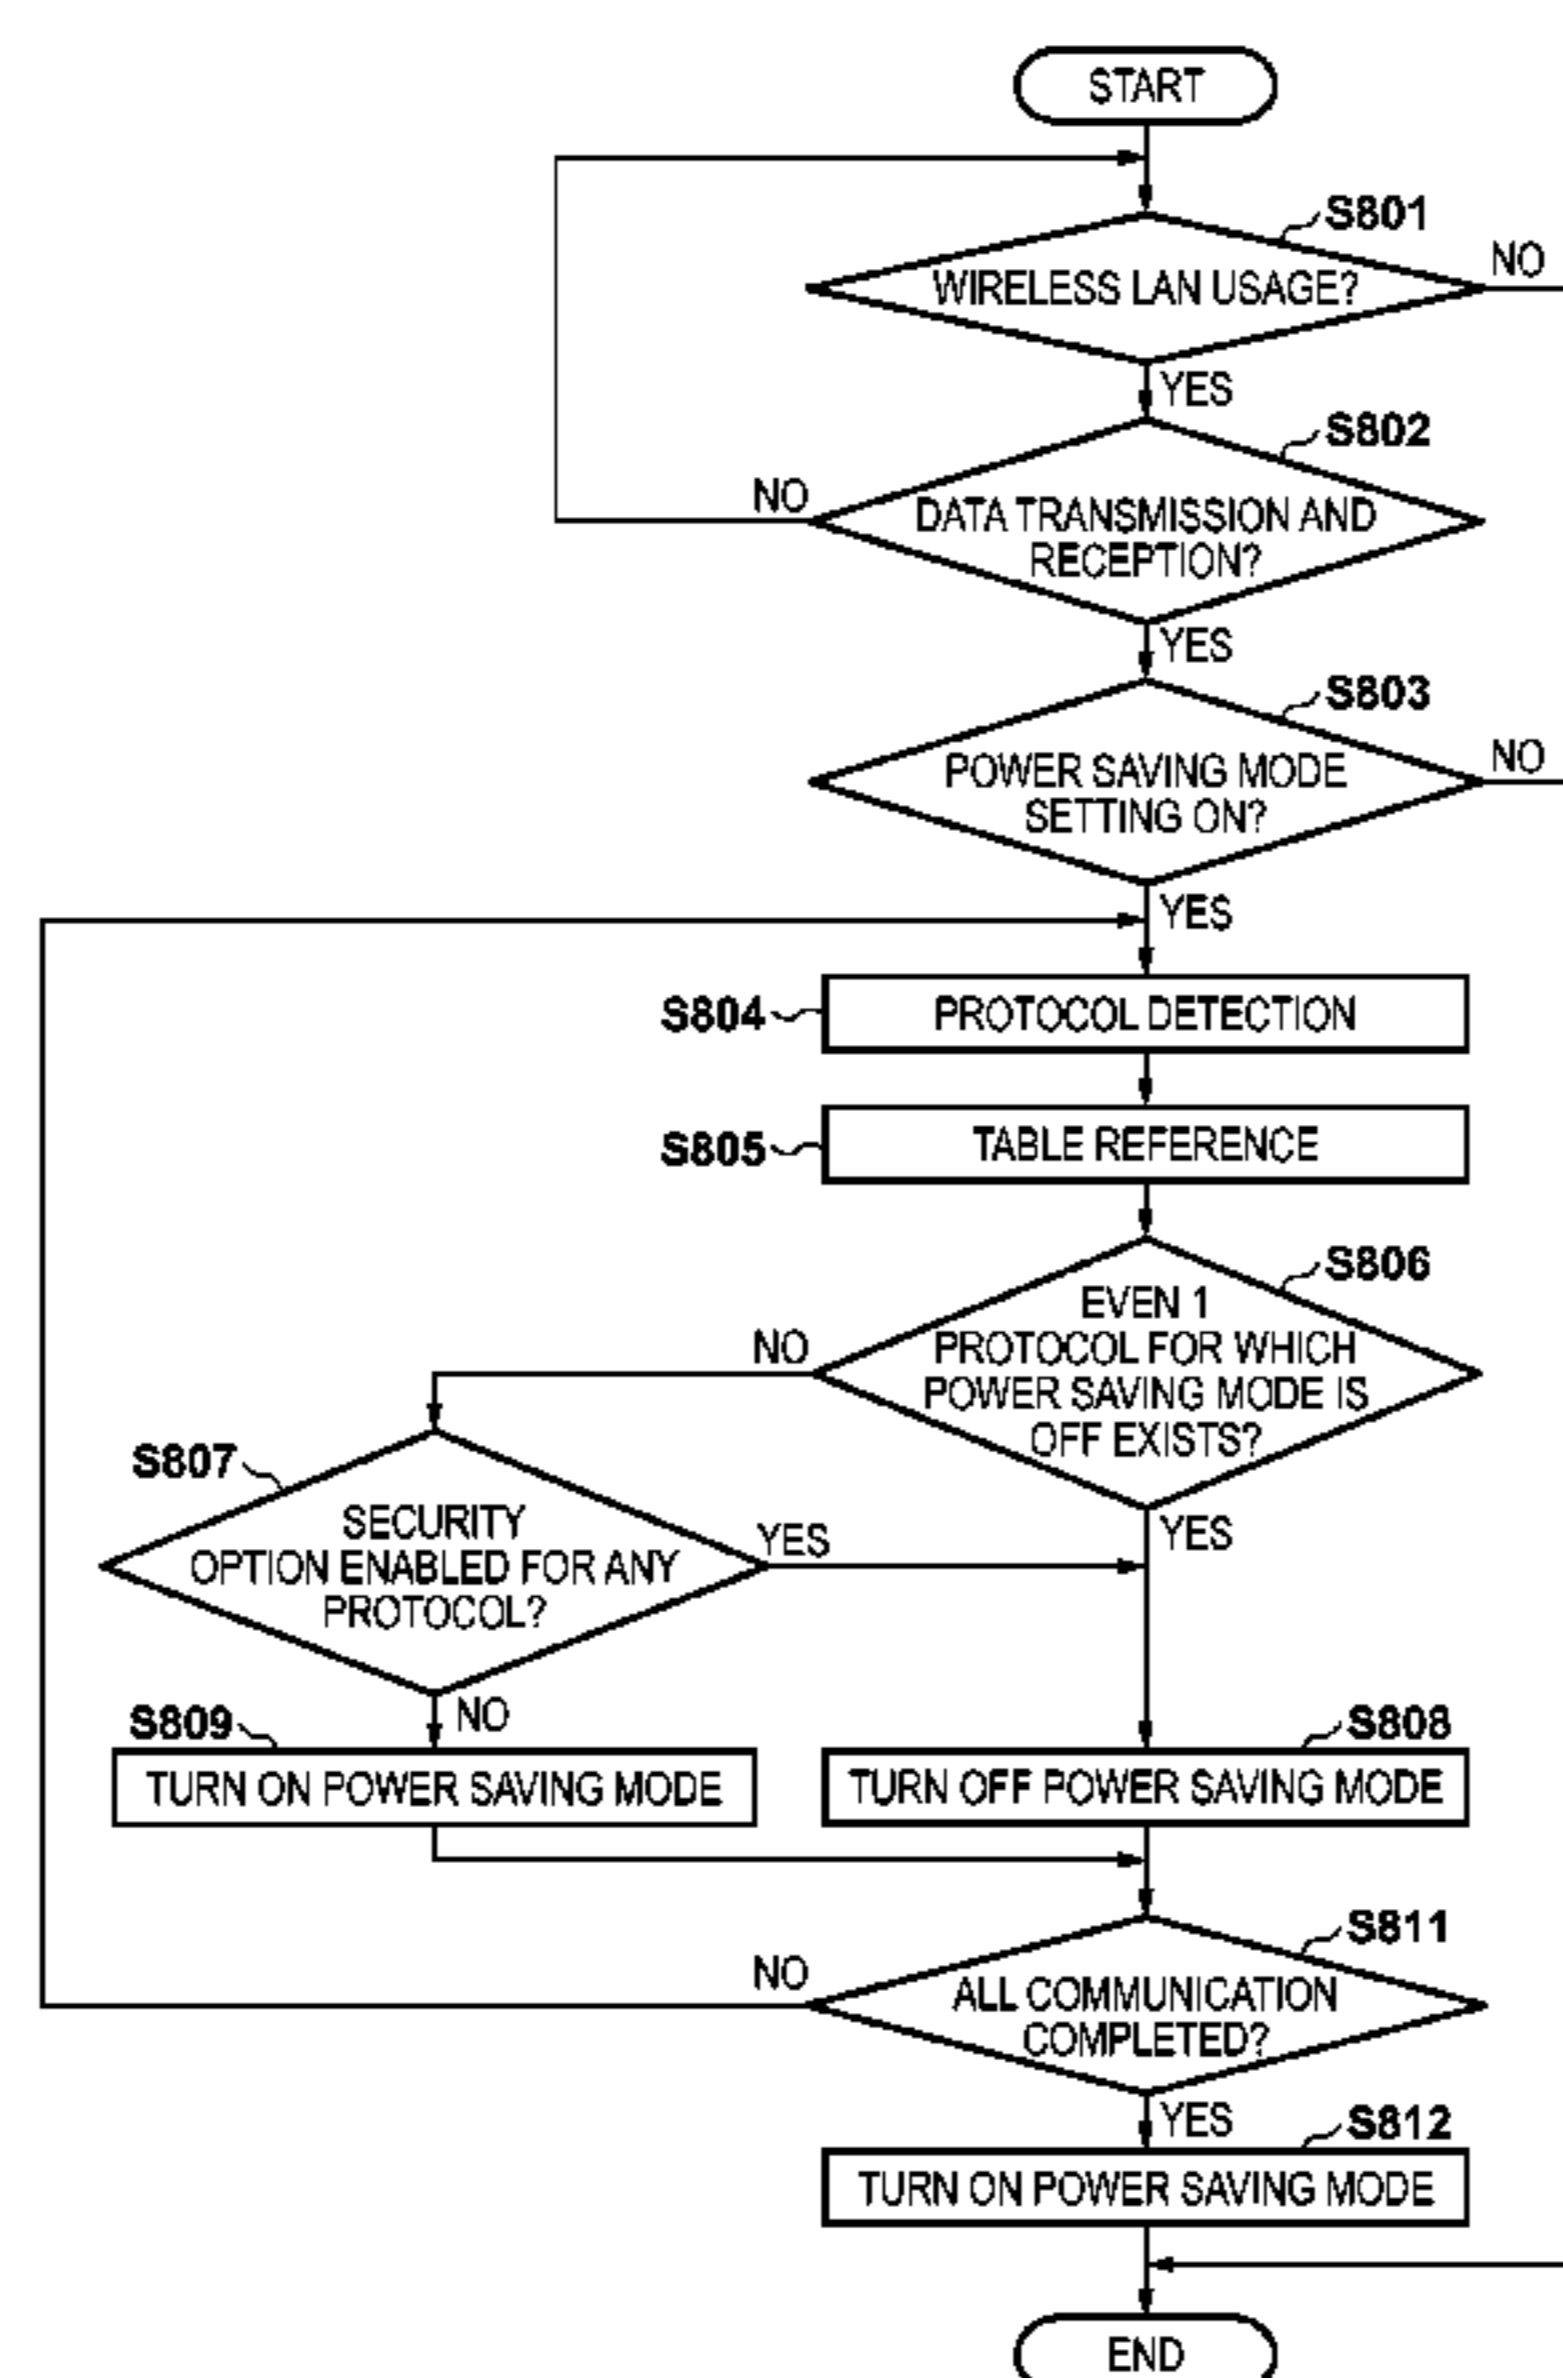 START
S801
WIRELESS LAN USAGE?
NO
YES
S802
NO
DATA TRANSMISSION AND
RECEPTION?
YES
S803
POWER SAVING MODE
SETTING ON?
NO
YES
S804
PROTOCOL DETECTION
S805
TABLE REFERENCE
S806
EVEN 1
PROTOCOL FOR WHICH
POWER SAVING MODE IS
OFF EXISTS?
NO
YES
S807
SECURITY
OPTION ENABLED FOR ANY
PROTOCOL?
YES
NO
S809
TURN ON POWER SAVING MODE
S808
TURN OFF POWER SAVING MODE
S811
NO
ALL COMMUNICATION
COMPLETED?
YES
S812
TURN ON POWER SAVING MODE
END